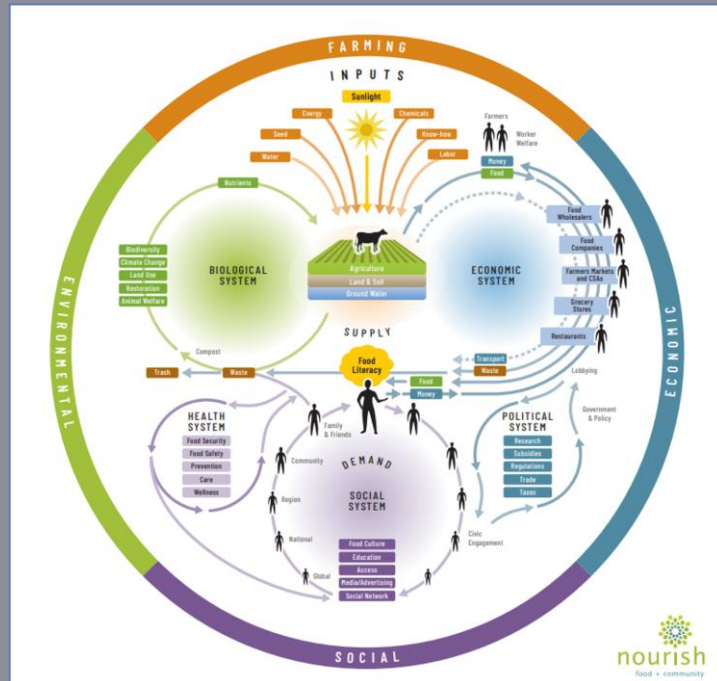 FARMING
INPUTS
Sunlight
Energy
Chemicals
Seed
Know-how
Water
Labor
Farmers
Worker
Welfare
Money
Food
Nutrients
Food
Wholesalers
Food
Companies
Farmers Markets
and CSAs
Grocery
Stores
Restaurants
Biodiversity
Climate Change
Land Use
Restoration
Animal Welfare
BIOLOGICAL
SYSTEM
Agriculture
Land & Soil
Ground Water
ECONOMIC
SYSTEM
ENVIRONMENTAL
ECONOMIC
SUPPLY
Compost
Trash
Waste
Food
Literacy
Transport
Waste
Food
Money
Lobbying
HEALTH
SYSTEM
Food Security
Food Safety
Prevention
Care
Wellness
Family
& Friends
Community
Region
National
Global
DEMAND
SOCIAL
SYSTEM
Food Culture
Education
Access
Media/Advertising
Social Network
POLITICAL
SYSTEM
Research
Subsidies
Regulations
Trade
Taxes
Government
& Policy
Civic
Engagement
SOCIAL
nourish
food + community